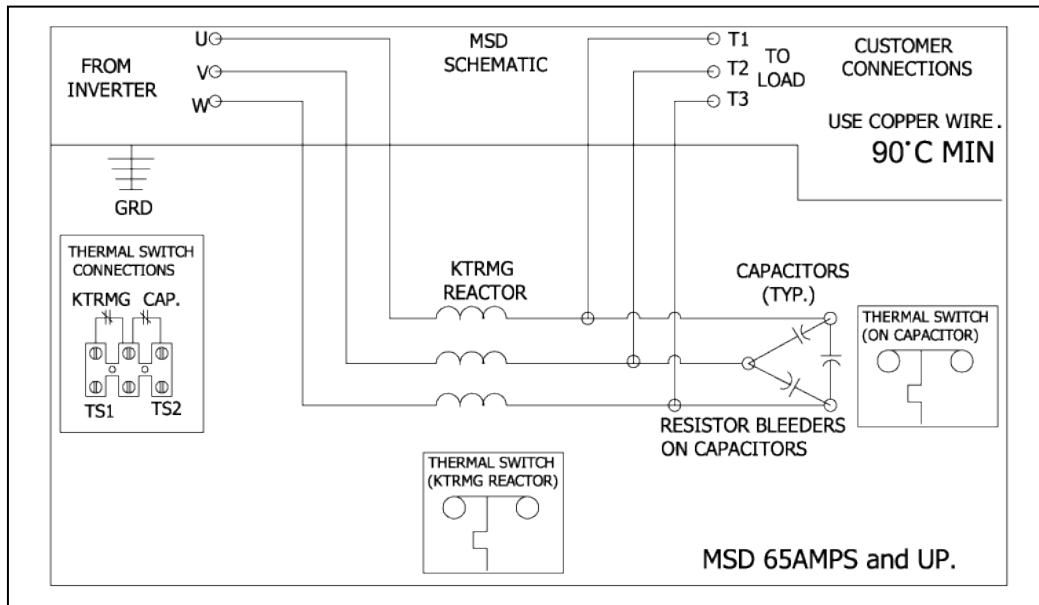 FROM
INVERTER
U
V
W
MSD
SCHEMATIC
T1
T2
T3
TO
LOAD
CUSTOMER
CONNECTIONS
USE COPPER WIRE.
90°C MIN
GRD
THERMAL SWITCH
CONNECTIONS
KTRMG CAP.
TS1 TS2
KTRMG
REACTOR
CAPACITORS
(TYP.)
THERMAL SWITCH
(ON CAPACITOR)
RESISTOR BLEEDERS
ON CAPACITORS
THERMAL SWITCH
(KTRMG REACTOR)
MSD 65AMPS and UP.